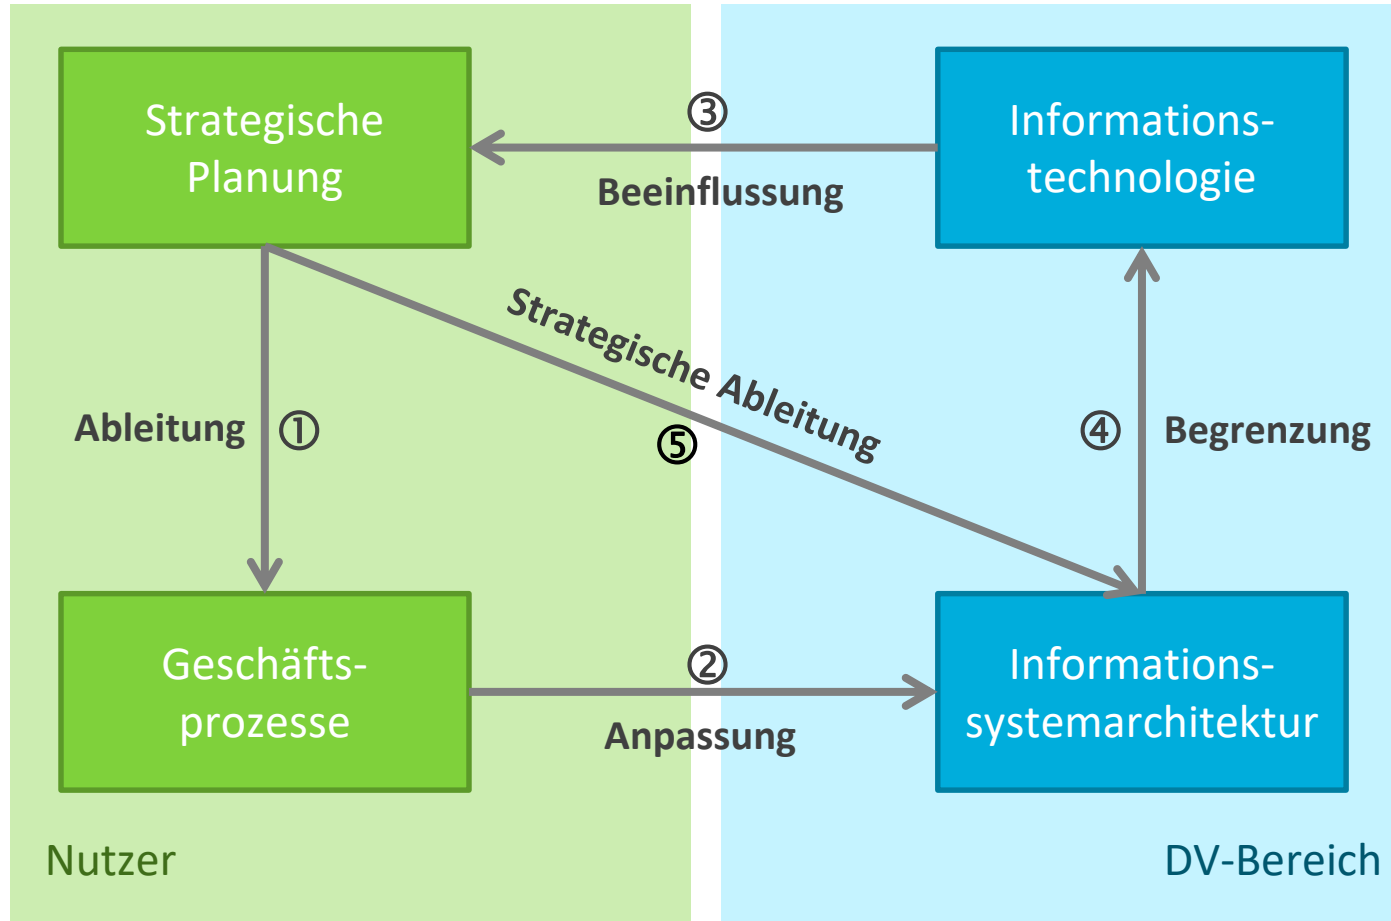 Strategische
Planung
③
Beeinflussung
Informations-
technologie
Strategische Ableitung
⑤
Ableitung ①
④ Begrenzung
Geschäfts-
prozesse
②
Anpassung
Informations-
systemarchitektur
Nutzer
DV-Bereich